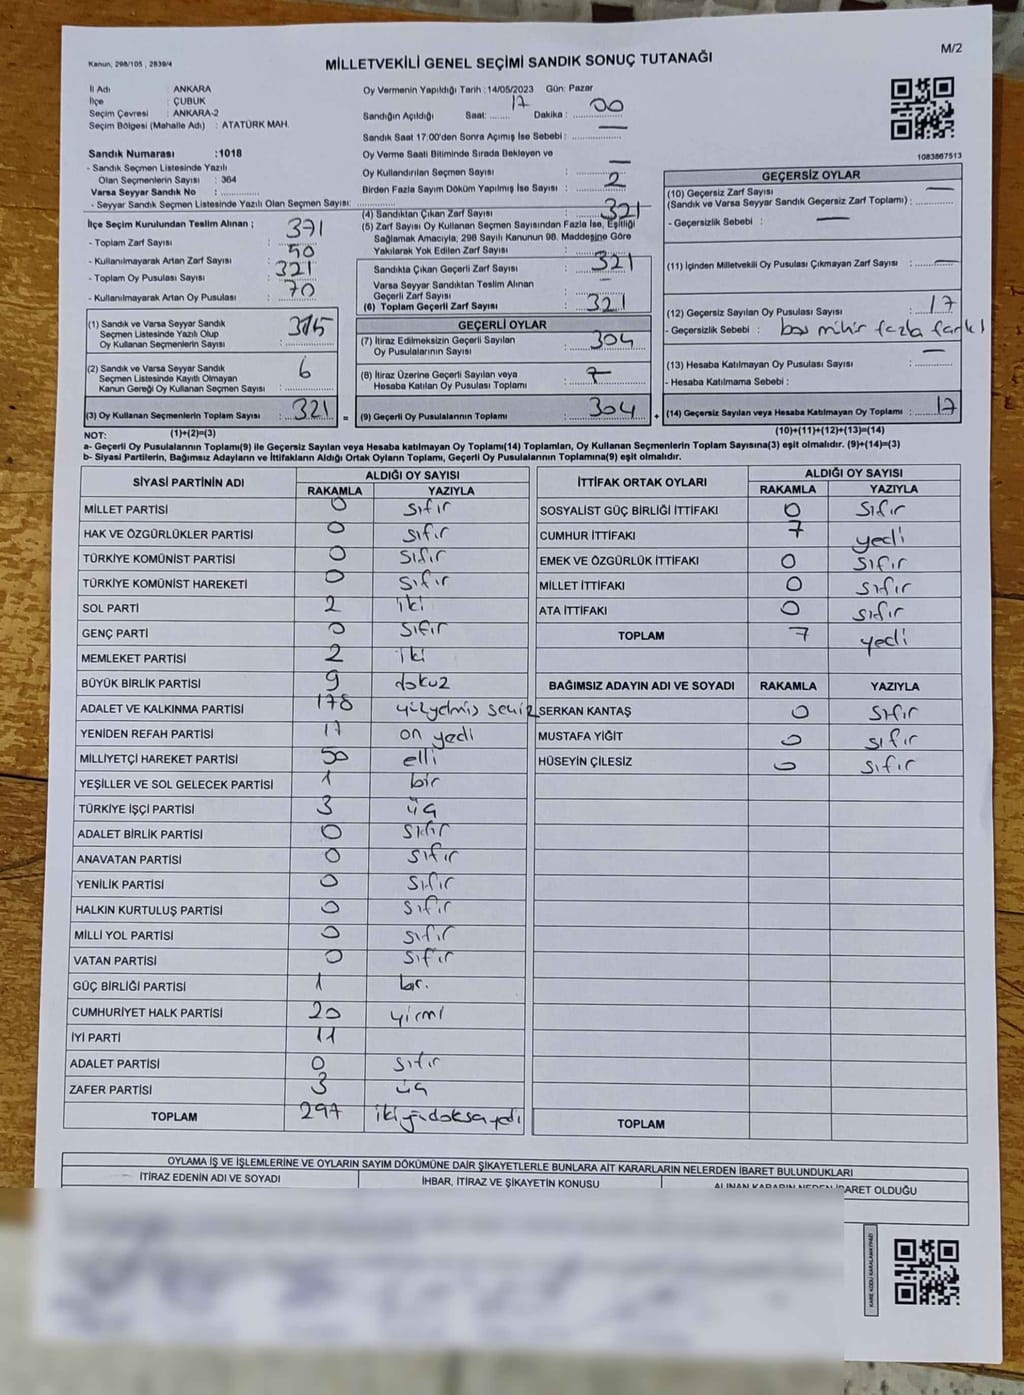 M/2
Kanun, 298/105 , 2839/4
MİLLETVEKİLİ GENEL SEÇİMİ SANDIK SONUÇ TUTANAĞI
İl Adı : ANKARA
İlçe : ÇUBUK
Seçim Çevresi : ANKARA-2
Seçim Bölgesi (Mahalle Adı) : ATATÜRK MAH.
Sandık Numarası :1018
- Sandık Seçmen Listesinde Yazılı
Olan Seçmenlerin Sayısı : 364
Varsa Seyyar Sandık No :
- Seyyar Sandık Seçmen Listesinde Yazılı Olan Seçmen Sayısı:
Oy Vermenin Yapıldığı Tarih :14/05/2023 Gün: Pazar
Sandığın Açıldığı Saat: 17 Dakika : 00
Sandık Saat 17:00'den Sonra Açımış İse Sebebi : —
Oy Verme Saati Bitiminde Sırada Bekleyen ve
Oy Kullandırılan Seçmen Sayısı : —
Birden Fazla Sayım Döküm Yapılmış İse Sayısı : 2
1083867513
İlçe Seçim Kurulundan Teslim Alınan ;
- Toplam Zarf Sayısı : 371
- Kullanılmayarak Artan Zarf Sayısı : 50
- Toplam Oy Pusulası Sayısı : 321
- Kullanılmayarak Artan Oy Pusulası : 70
(1) Sandık ve Varsa Seyyar Sandık
Seçmen Listesinde Yazılı Olup
Oy Kullanan Seçmenlerin Sayısı : 315
(2) Sandık ve Varsa Seyyar Sandık
Seçmen Listesinde Kayıtlı Olmayan
Kanun Gereği Oy Kullanan Seçmen Sayısı : 6
(3) Oy Kullanan Seçmenlerin Toplam Sayısı : 321
(4) Sandıktan Çıkan Zarf Sayısı : 321
(5) Zarf Sayısı Oy Kullanan Seçmen Sayısından Fazla İse, Eşitliği
Sağlamak Amacıyla; 298 Sayılı Kanunun 98. Maddesine Göre
Yakılarak Yok Edilen Zarf Sayısı :
Sandıkta Çıkan Geçerli Zarf Sayısı : 321
Varsa Seyyar Sandıktan Teslim Alınan
Geçerli Zarf Sayısı : —
(6) Toplam Geçerli Zarf Sayısı : 321
GEÇERLİ OYLAR
(7) İtiraz Edilmeksizin Geçerli Sayılan
Oy Pusulalarının Sayısı : 304
(8) İtiraz Üzerine Geçerli Sayılan veya
Hesaba Katılan Oy Pusulası Toplamı : 7
= (9) Geçerli Oy Pusulalarının Toplamı : 304
GEÇERSİZ OYLAR
(10) Geçersiz Zarf Sayısı
(Sandık ve Varsa Seyyar Sandık Geçersiz Zarf Toplamı) : —
- Geçersizlik Sebebi : —
(11) İçinden Milletvekili Oy Pusulası Çıkmayan Zarf Sayısı : —
(12) Geçersiz Sayılan Oy Pusulası Sayısı : 17
- Geçersizlik Sebebi : boş mühür fazla farklı
(13) Hesaba Katılmayan Oy Pusulası Sayısı : —
- Hesaba Katılmama Sebebi :
+ (14) Geçersiz Sayılan veya Hesaba Katılmayan Oy Toplamı : 17
NOT: (1)+(2)=(3) (10)+(11)+(12)+(13)=(14)
a- Geçerli Oy Pusulalarının Toplamı(9) ile Geçersiz Sayılan veya Hesaba katılmayan Oy Toplamı(14) Toplamları, Oy Kullanan Seçmenlerin Toplam Sayısına(3) eşit olmalıdır. (9)+(14)=(3)
b- Siyasi Partilerin, Bağımsız Adayların ve İttifakların Aldığı Ortak Oyların Toplamı, Geçerli Oy Pusulalarının Toplamına(9) eşit olmalıdır.
SİYASİ PARTİNİN ADI ALDIĞI OY SAYISI
RAKAMLA YAZIYLA
MİLLET PARTİSİ 0 sıfır
HAK VE ÖZGÜRLÜKLER PARTİSİ 0 sıfır
TÜRKİYE KOMÜNİST PARTİSİ 0 sıfır
TÜRKİYE KOMÜNİST HAREKETİ 0 sıfır
SOL PARTİ 2 iki
GENÇ PARTİ 0 sıfır
MEMLEKET PARTİSİ 2 iki
BÜYÜK BİRLİK PARTİSİ 9 dokuz
ADALET VE KALKINMA PARTİSİ 178 yüzyetmiş sekiz
YENİDEN REFAH PARTİSİ 17 on yedi
MİLLİYETÇİ HAREKET PARTİSİ 50 elli
YEŞİLLER VE SOL GELECEK PARTİSİ 1 bir
TÜRKİYE İŞÇİ PARTİSİ 3 üç
ADALET BİRLİK PARTİSİ 0 sıfır
ANAVATAN PARTİSİ 0 sıfır
YENİLİK PARTİSİ 0 sıfır
HALKIN KURTULUŞ PARTİSİ 0 sıfır
MİLLİ YOL PARTİSİ 0 sıfır
VATAN PARTİSİ 0 sıfır
GÜÇ BİRLİĞİ PARTİSİ 1 bir.
CUMHURİYET HALK PARTİSİ 20 yirmi
İYİ PARTİ 11
ADALET PARTİSİ 0 sıfır
ZAFER PARTİSİ 3 üç
TOPLAM 297 ikiyüzdoksanyedi
İTTİFAK ORTAK OYLARI ALDIĞI OY SAYISI
RAKAMLA YAZIYLA
SOSYALİST GÜÇ BİRLİĞİ İTTİFAKI 0 sıfır
CUMHUR İTTİFAKI 7 yedi
EMEK VE ÖZGÜRLÜK İTTİFAKI 0 sıfır
MİLLET İTTİFAKI 0 sıfır
ATA İTTİFAKI 0 sıfır
TOPLAM 7 yedi
BAĞIMSIZ ADAYIN ADI VE SOYADI RAKAMLA YAZIYLA
SERKAN KANTAŞ 0 sıfır
MUSTAFA YİĞİT 0 sıfır
HÜSEYİN ÇİLESİZ 0 sıfır
TOPLAM
OYLAMA İŞ VE İŞLEMLERİNE VE OYLARIN SAYIM DÖKÜMÜNE DAİR ŞİKAYETLERLE BUNLARA AİT KARARLARIN NELERDEN İBARET BULUNDUKLARI
İTİRAZ EDENİN ADI VE SOYADI İHBAR, İTİRAZ VE ŞİKAYETİN KONUSU ALINAN KARARIN NEDEN İBARET OLDUĞU
KARE KODU KARALAMAYINIZ